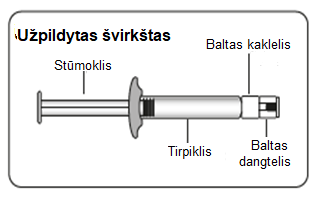 Užpildytas švirkštas
Baltas kaklelis
Stūmoklis
Tirpiklis
Baltas
dangtelis